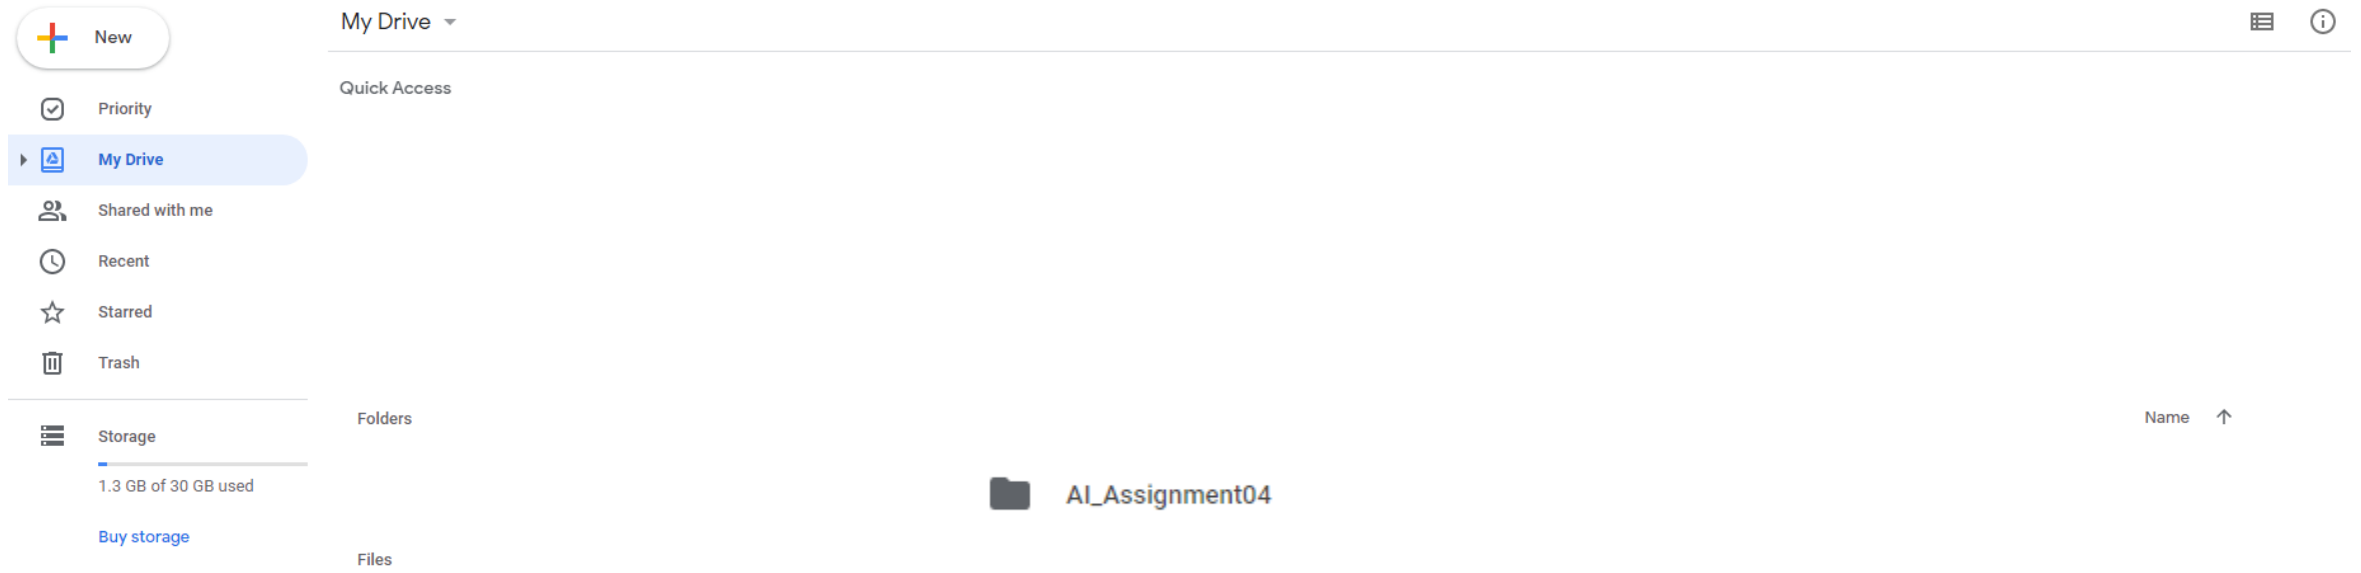 New
Priority
My Drive
Shared with me
Recent
Starred
Trash
Storage
1.3 GB of 30 GB used
Buy storage
My Drive
Quick Access
Folders
Name
AI_Assignment04
Files